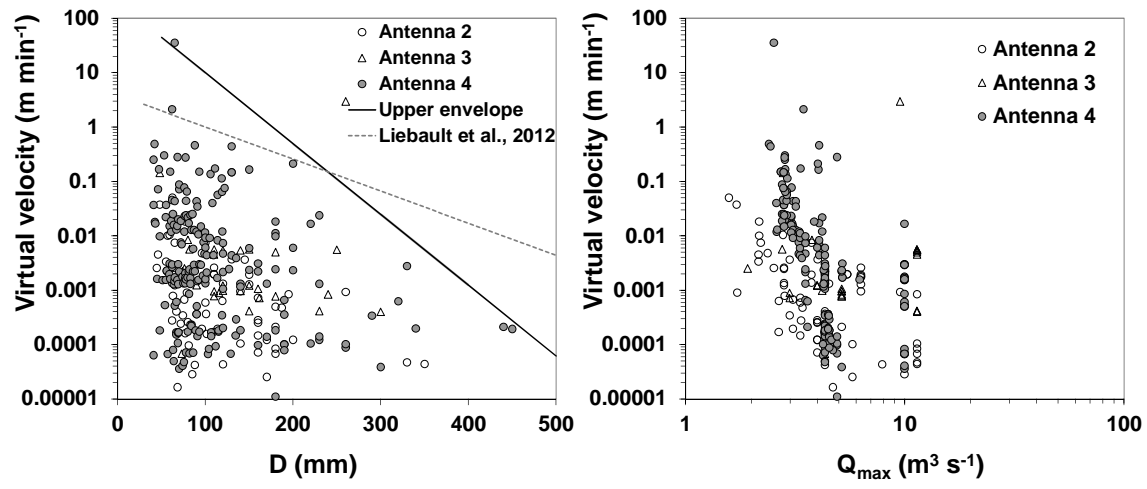 Virtual velocity (m min⁻¹)
100
10
1
0.1
0.01
0.001
0.0001
0.00001
0 100 200 300 400 500
D (mm)
Antenna 2
Antenna 3
Antenna 4
Upper envelope
Liebault et al., 2012
Virtual velocity (m min⁻¹)
100
10
1
0.1
0.01
0.001
0.0001
0.00001
1 10 100
Qmax (m³ s⁻¹)
Antenna 2
Antenna 3
Antenna 4